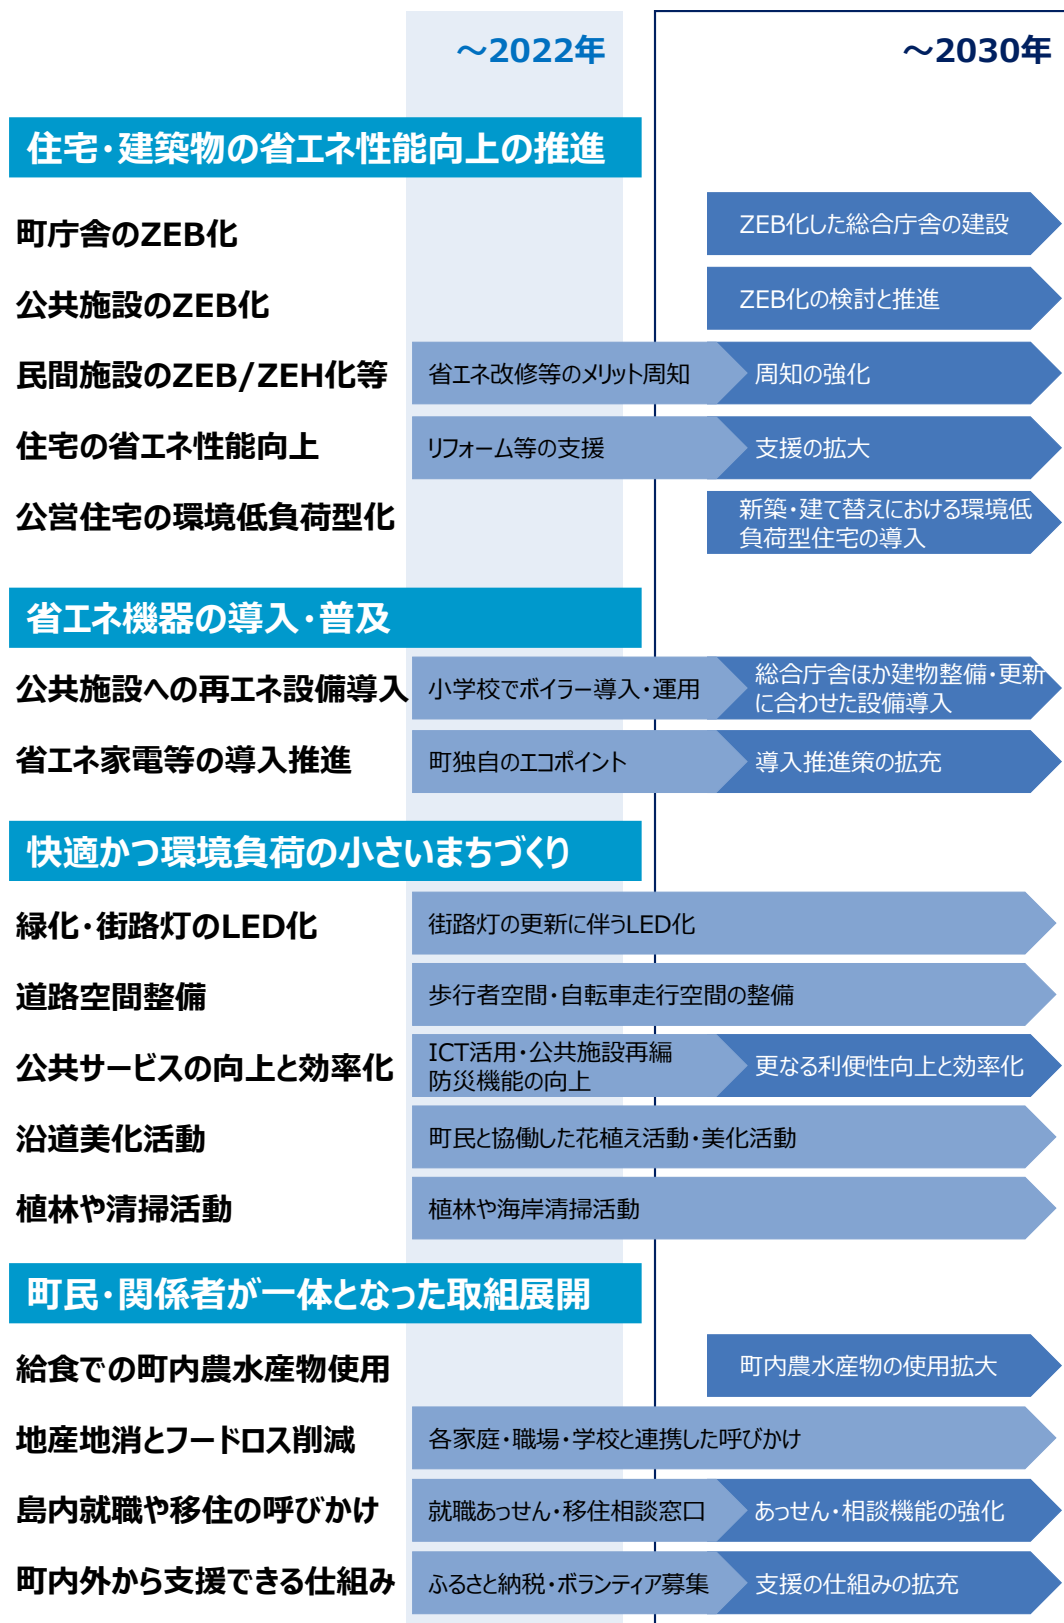 ～2022年
～2030年
住宅・建築物の省エネ性能向上の推進
町庁舎のZEB化
ZEB化した総合庁舎の建設
公共施設のZEB化
ZEB化の検討と推進
民間施設のZEB/ZEH化等
省エネ改修等のメリット周知
周知の強化
住宅の省エネ性能向上
リフォーム等の支援
支援の拡大
公営住宅の環境低負荷型化
新築・建て替えにおける環境低
負荷型住宅の導入
省エネ機器の導入・普及
公共施設への再エネ設備導入
小学校でボイラー導入・運用
総合庁舎ほか建物整備・更新
に合わせた設備導入
省エネ家電等の導入推進
町独自のエコポイント
導入推進策の拡充
快適かつ環境負荷の小さいまちづくり
緑化・街路灯のLED化
街路灯の更新に伴うLED化
道路空間整備
歩行者空間・自転車走行空間の整備
公共サービスの向上と効率化
ICT活用・公共施設再編
防災機能の向上
更なる利便性向上と効率化
沿道美化活動
町民と協働した花植え活動・美化活動
植林や清掃活動
植林や海岸清掃活動
町民・関係者が一体となった取組展開
給食での町内農水産物使用
町内農水産物の使用拡大
地産地消とフードロス削減
各家庭・職場・学校と連携した呼びかけ
島内就職や移住の呼びかけ
就職あっせん・移住相談窓口
あっせん・相談機能の強化
町内外から支援できる仕組み
ふるさと納税・ボランティア募集
支援の仕組みの拡充